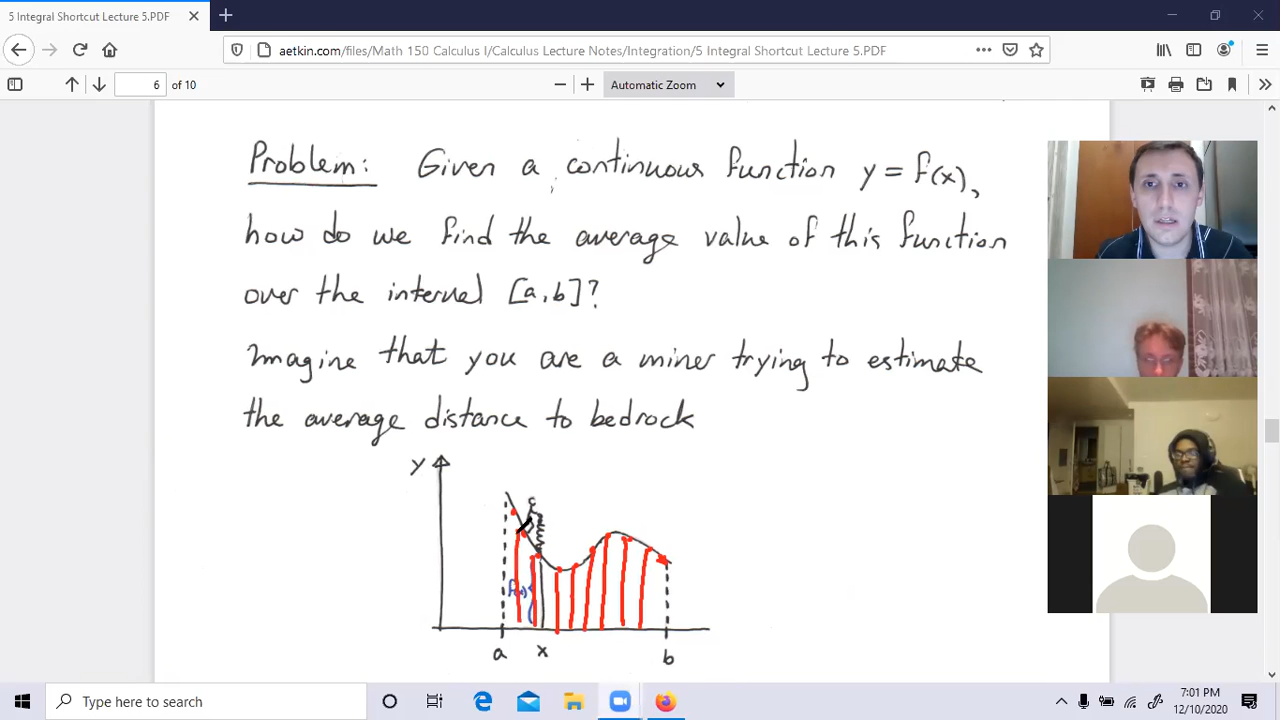 5 Integral Shortcut Lecture 5.PDF
aetkin.com/files/Math 150 Calculus I/Calculus Lecture Notes/Integration/5 Integral Shortcut Lecture 5.PDF
6 of 10
Automatic Zoom
Problem: Given a continuous function y = f(x),
how do we find the average value of this function
over the interval [a,b]?
Imagine that you are a miner trying to estimate
the average distance to bedrock
y
f(x)
a x b
Type here to search
7:01 PM
12/10/2020